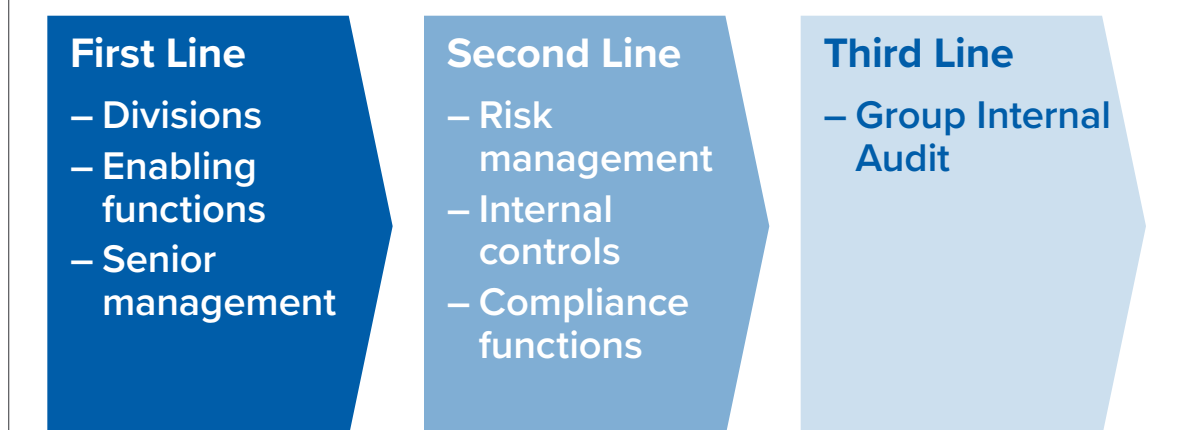 First Line
– Divisions
– Enabling
functions
– Senior
management
Second Line
– Risk
management
– Internal
controls
– Compliance
functions
Third Line
– Group Internal
Audit